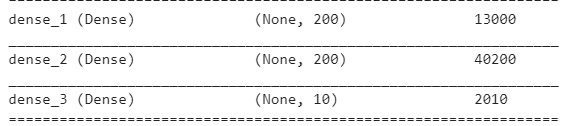 dense_1 (Dense) (None, 200) 13000
dense_2 (Dense) (None, 200) 40200
dense_3 (Dense) (None, 10) 2010